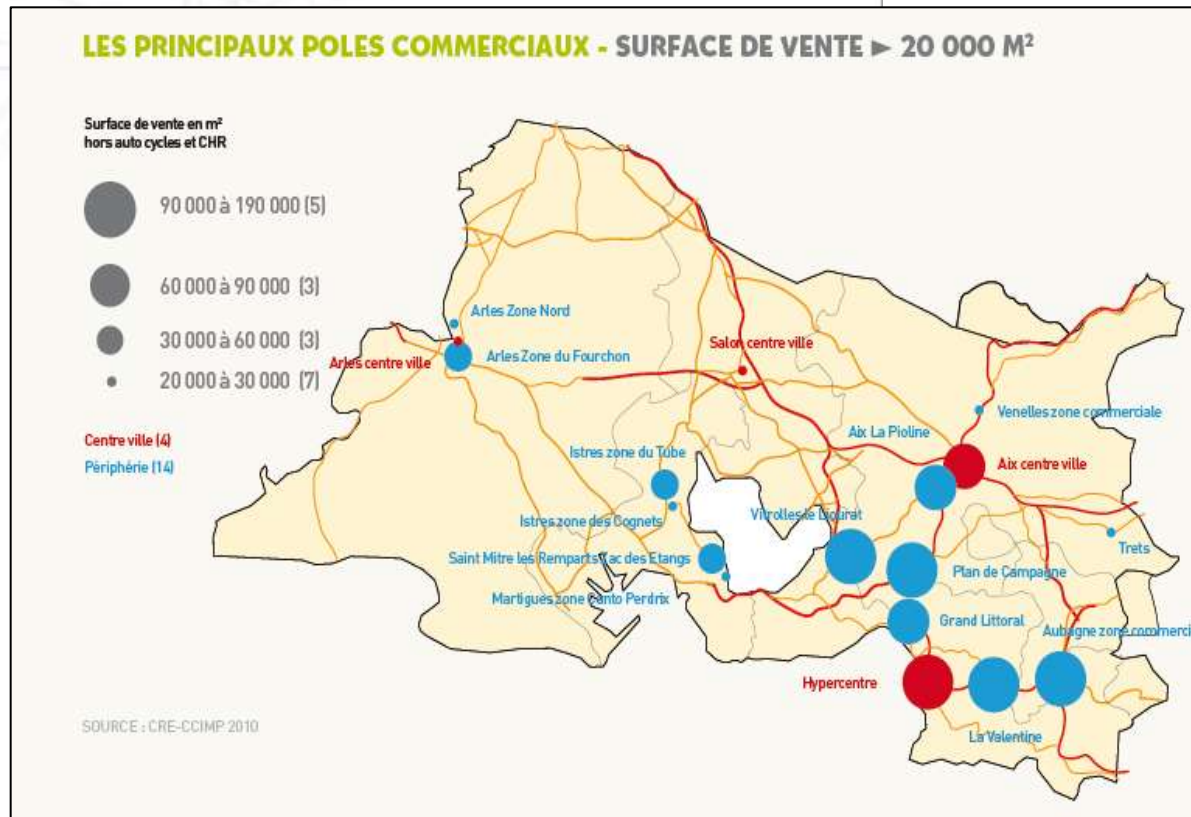 LES PRINCIPAUX POLES COMMERCIAUX - SURFACE DE VENTE ► 20 000 M²
Surface de vente en m²
hors auto cycles et CHR
90 000 à 190 000 (5)
60 000 à 90 000 (3)
30 000 à 60 000 (3)
20 000 à 30 000 (7)
Centre ville (4)
Périphérie (14)
Arles Zone Nord
Arles centre ville
Arles Zone du Fourchon
Salon centre ville
Venelles zone commerciale
Aix La Pioline
Aix centre ville
Istres zone du Tube
Istres zone des Cognets
Vitrolles le Liourat
Trets
Saint Mitre les Remparts Zac des Etangs
Plan de Campagne
Martigues zone Canto Perdrix
Grand Littoral
Aubagne zone commerci
Hypercentre
La Valentine
SOURCE : CRE-CCIMP 2010